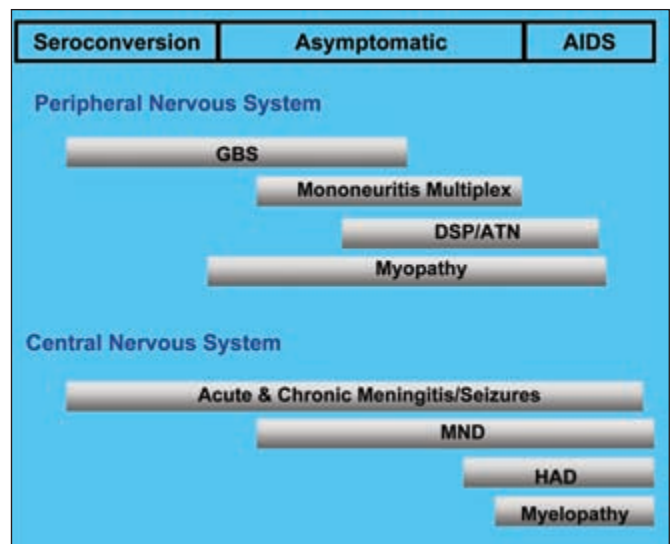 Seroconversion Asymptomatic AIDS
Peripheral Nervous System
GBS
Mononeuritis Multiplex
DSP/ATN
Myopathy
Central Nervous System
Acute & Chronic Meningitis/Seizures
MND
HAD
Myelopathy